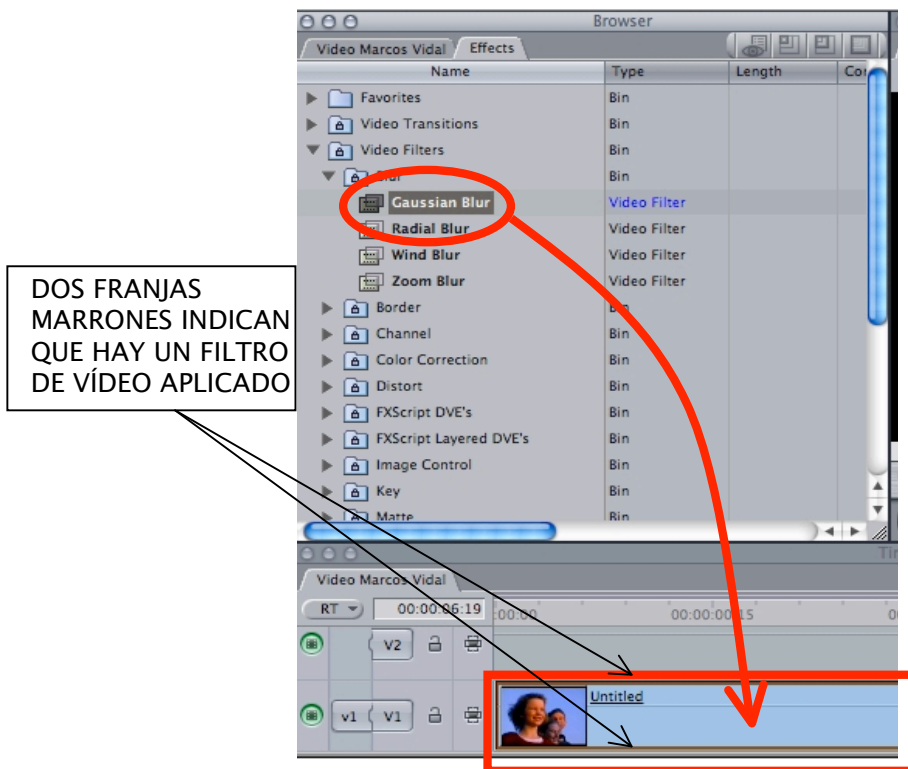 Browser
Video Marcos Vidal Effects
Name Type Length
Favorites Bin
Video Transitions Bin
Video Filters Bin
Blur Bin
Gaussian Blur Video Filter
Radial Blur Video Filter
Wind Blur Video Filter
Zoom Blur Video Filter
Border Bin
Channel Bin
Color Correction Bin
Distort Bin
FXScript DVE's Bin
FXScript Layered DVE's Bin
Image Control Bin
Key Bin
Matte Bin
DOS FRANJAS
MARRONES INDICAN
QUE HAY UN FILTRO
DE VÍDEO APLICADO
Video Marcos Vidal
RT 00:00:06:19
V2
v1 V1
Untitled